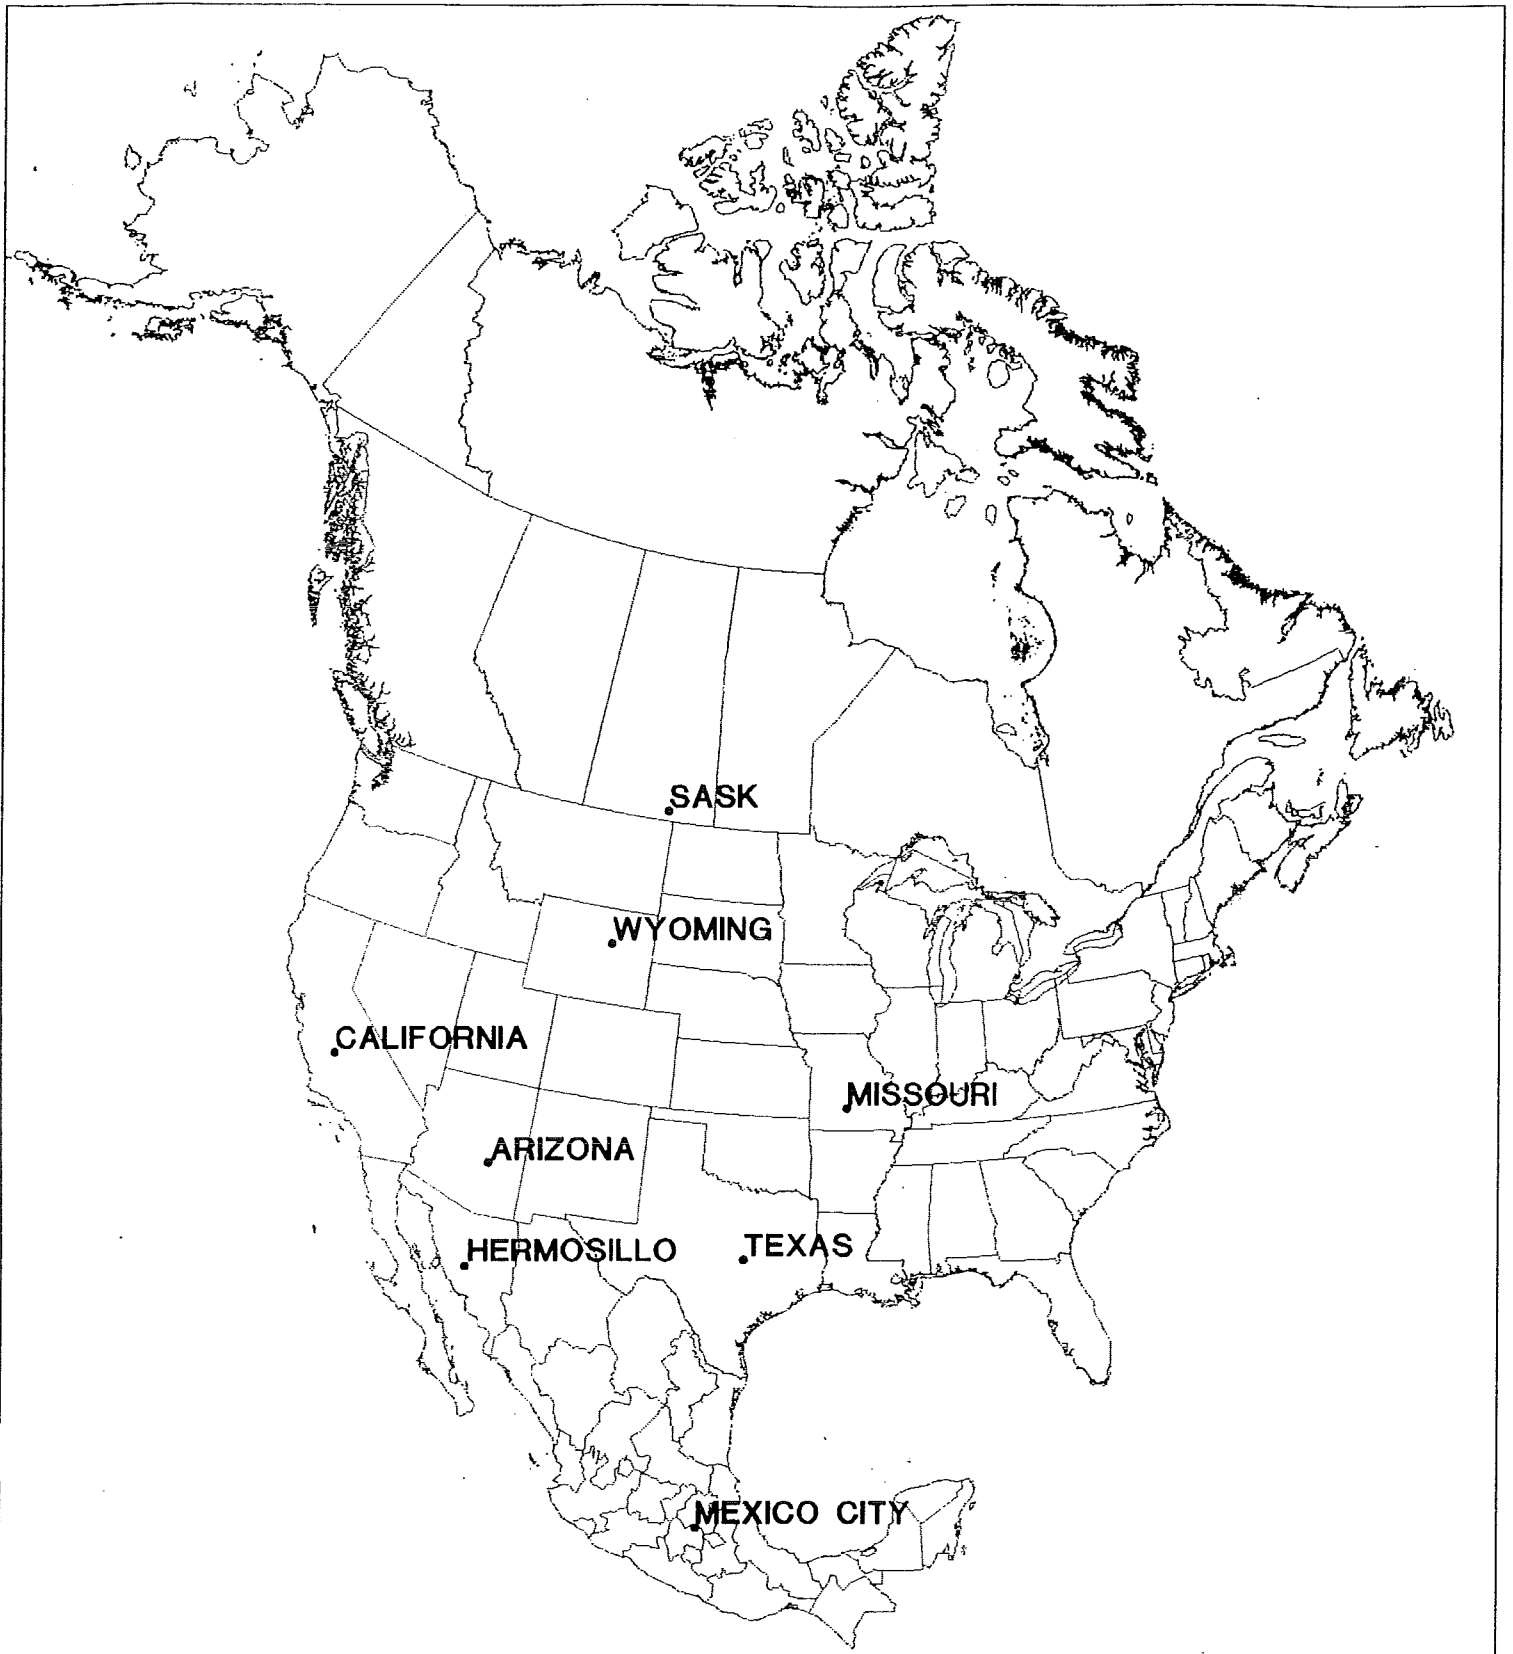 SASK
WYOMING
CALIFORNIA
MISSOURI
ARIZONA
HERMOSILLO
TEXAS
MEXICO CITY